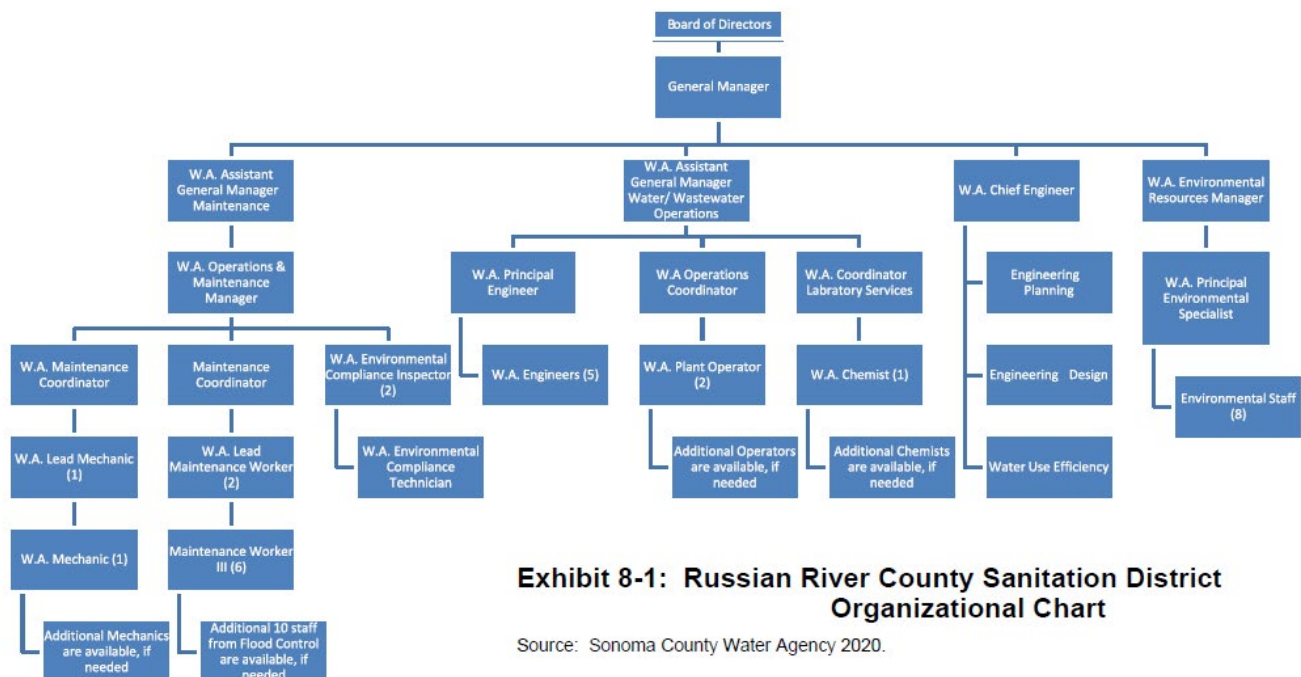 Board of Directors
General Manager
W.A. Assistant
General Manager
Maintenance
W.A. Assistant
General Manager
Water/ Wastewater
Operations
W.A. Chief Engineer
W.A. Environmental
Resources Manager
W.A. Operations &
Maintenance
Manager
W.A. Principal
Engineer
W.A Operations
Coordinator
W.A. Coordinator
Labratory Services
Engineering
Planning
W.A. Principal
Environmental
Specialist
W.A. Maintenance
Coordinator
Maintenance
Coordinator
W.A. Environmental
Compliance Inspector
(2)
W.A. Engineers (5)
W.A. Plant Operator
(2)
W.A. Chemist (1)
Engineering Design
Environmental Staff
(8)
W.A. Lead Mechanic
(1)
W.A. Lead
Maintenance Worker
(2)
W.A. Environmental
Compliance
Technician
Additional Operators
are available, if
needed
Additional Chemists
are available, if
needed
Water Use Efficiency
W.A. Mechanic (1)
Maintenance Worker
III (6)
Additional Mechanics
are available, if
needed
Additional 10 staff
from Flood Control
are available, if
needed
Exhibit 8-1: Russian River County Sanitation District
Organizational Chart
Source: Sonoma County Water Agency 2020.